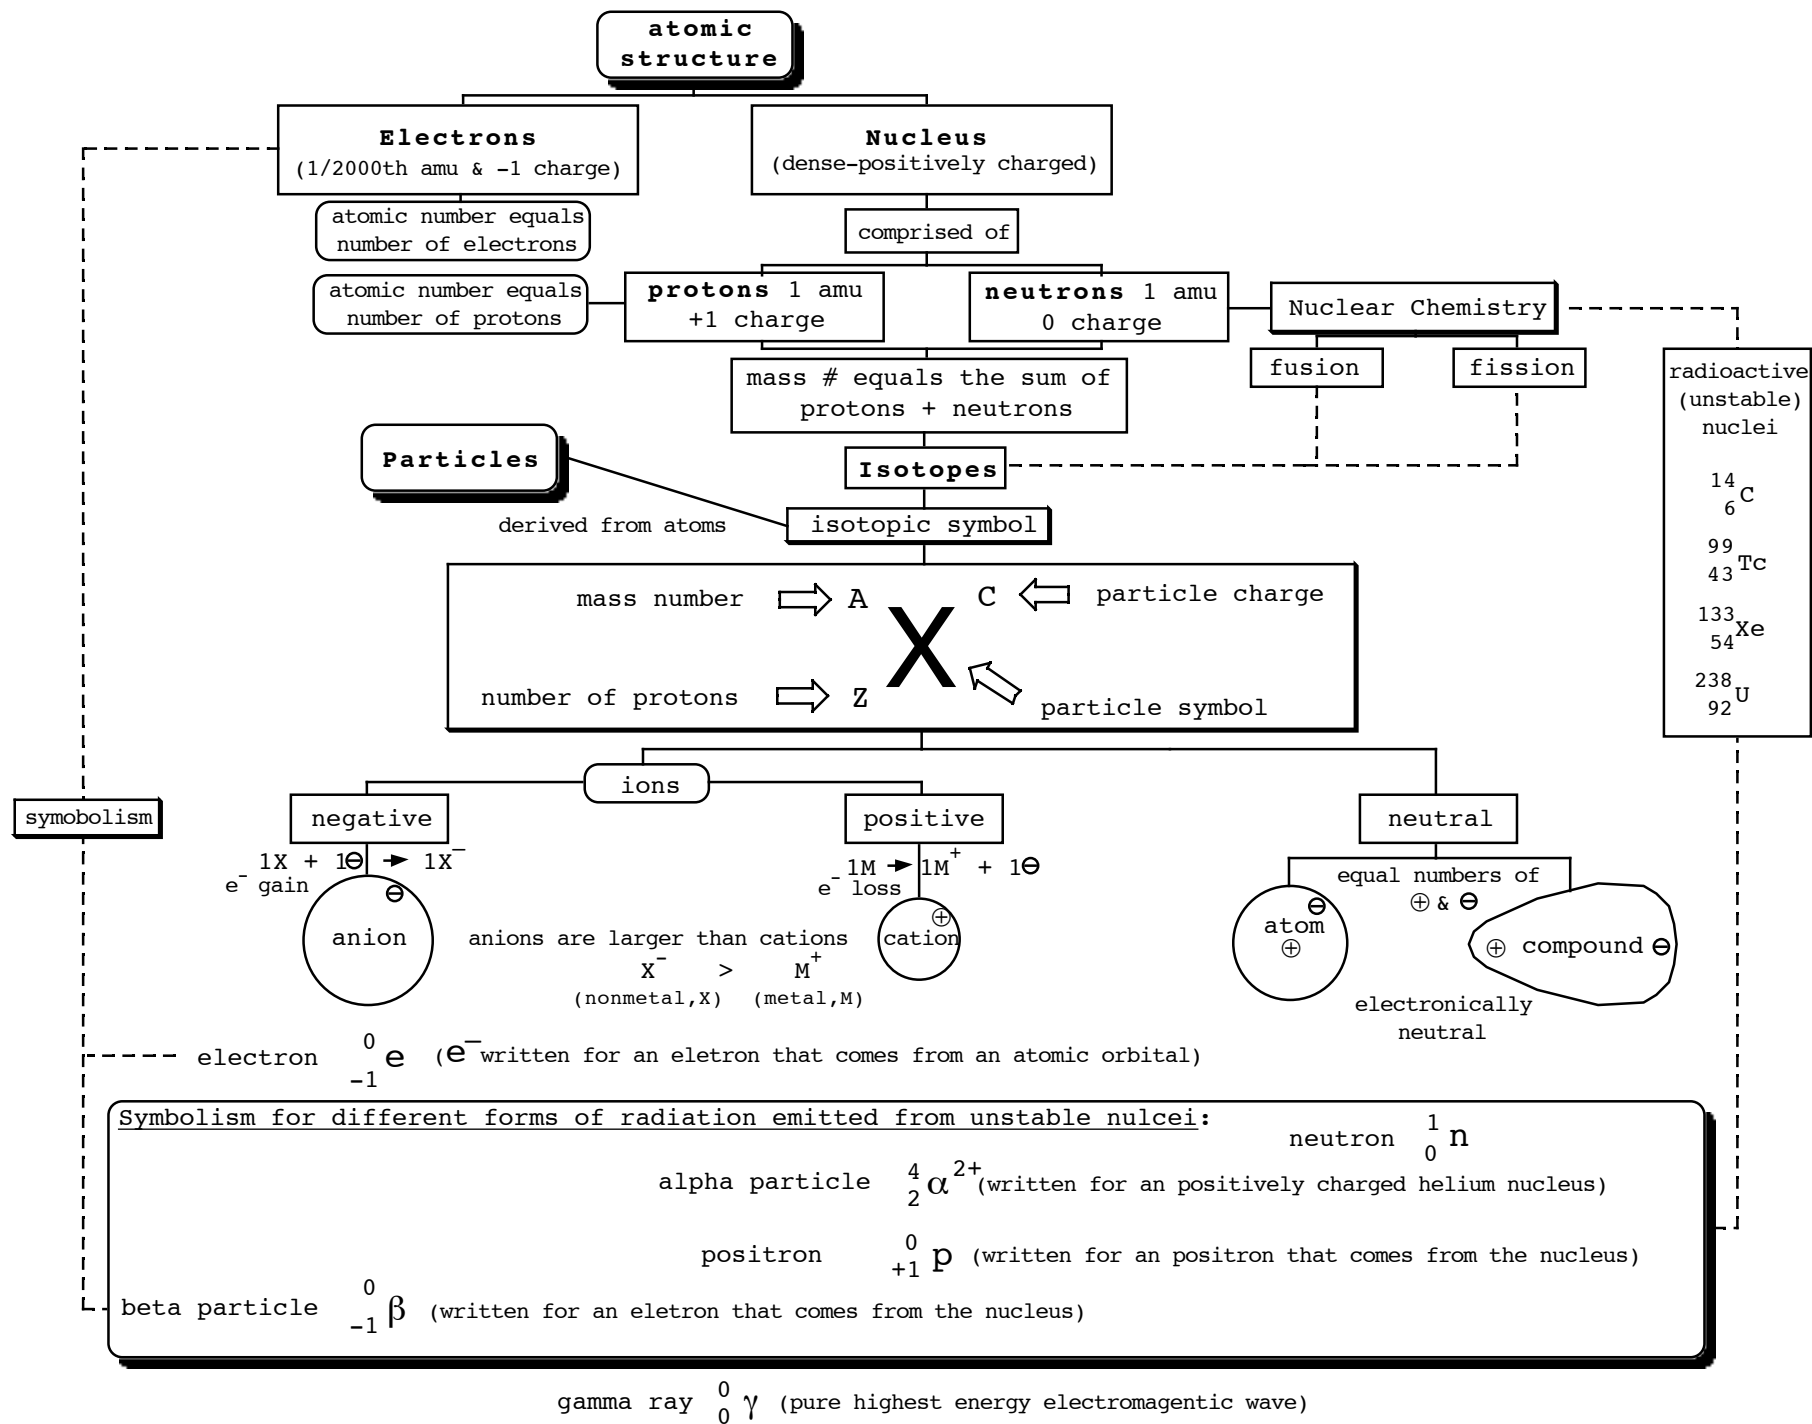 atomic
structure
Electrons
(1/2000th amu & -1 charge)
Nucleus
(dense-positively charged)
atomic number equals
number of electrons
comprised of
atomic number equals
number of protons
protons 1 amu
+1 charge
neutrons 1 amu
0 charge
Nuclear Chemistry
fusion
fission
mass # equals the sum of
protons + neutrons
radioactive
(unstable)
nuclei
14
6 C
99
43 Tc
133
54 Xe
238
92 U
Particles
Isotopes
derived from atoms
isotopic symbol
mass number ⇨ A
C ⇦ particle charge
X
number of protons ⇨ Z
particle symbol
ions
symobolism
negative
positive
neutral
1X + 1⊖ → 1X⁻
e⁻ gain
1M → 1M⁺ + 1⊖
e⁻ loss
equal numbers of
⊕ & ⊖
⊖
anion
anions are larger than cations
X⁻ > M⁺
(nonmetal,X) (metal,M)
⊕
cation
⊖
atom
⊕
⊕ compound ⊖
electronically
neutral
electron 0 -1 e (e⁻ written for an eletron that comes from an atomic orbital)
Symbolism for different forms of radiation emitted from unstable nulcei:
neutron 1 0 n
alpha particle 4 2 α²⁺ (written for an positively charged helium nucleus)
positron 0 +1 p (written for an positron that comes from the nucleus)
beta particle 0 -1 β (written for an eletron that comes from the nucleus)
gamma ray 0 0 γ (pure highest energy electromagentic wave)